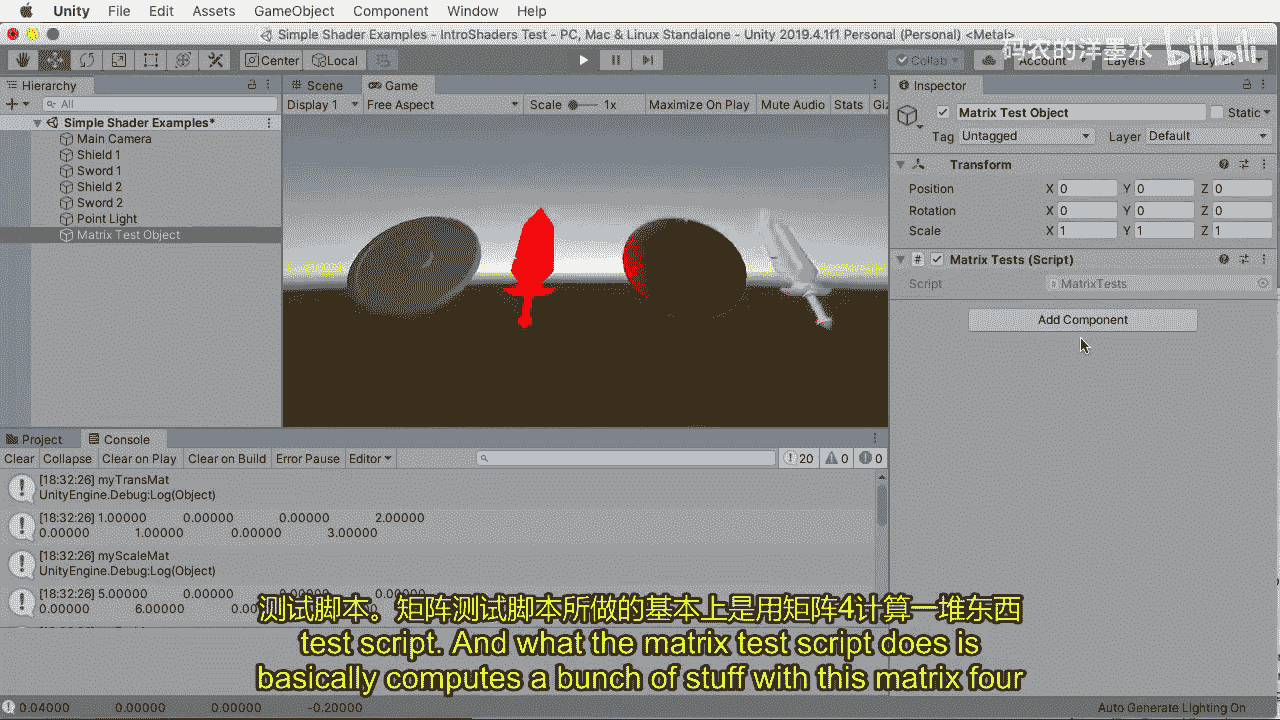 Unity File Edit Assets GameObject Component Window Help
Simple Shader Examples - IntroShaders Test - PC, Mac & Linux Standalone - Unity 2019.4.11f1 Personal (Personal) <Metal>
码农的洋墨水 bilibili
Center Local Collab Account Layers
Hierarchy
All
Simple Shader Examples*
Main Camera
Shield 1
Sword 1
Shield 2
Sword 2
Point Light
Matrix Test Object
Scene Game
Display 1 Free Aspect Scale 1x Maximize On Play Mute Audio Stats Giz
Inspector
Matrix Test Object Static
Tag Untagged Layer Default
Transform
Position X 0 Y 0 Z 0
Rotation X 0 Y 0 Z 0
Scale X 1 Y 1 Z 1
# Matrix Tests (Script)
Script MatrixTests
Add Component
Project Console
Clear Collapse Clear on Play Clear on Build Error Pause Editor 20 0 0
[18:32:26] myTransMat
UnityEngine.Debug:Log(Object)
[18:32:26] 1.00000 0.00000 0.00000 2.00000
0.00000 1.00000 0.00000 3.00000
[18:32:26] myScaleMat
UnityEngine.Debug:Log(Object)
[18:32:26] 5.00000 0.00000 0.00000 0.00000
0.00000 6.00000
测试脚本。矩阵测试脚本所做的基本上是用矩阵4计算一堆东西
test script. And what the matrix test script does is
basically computes a bunch of stuff with this matrix four
0.04000 0.00000 0.00000 -0.20000 Auto Generate Lighting On